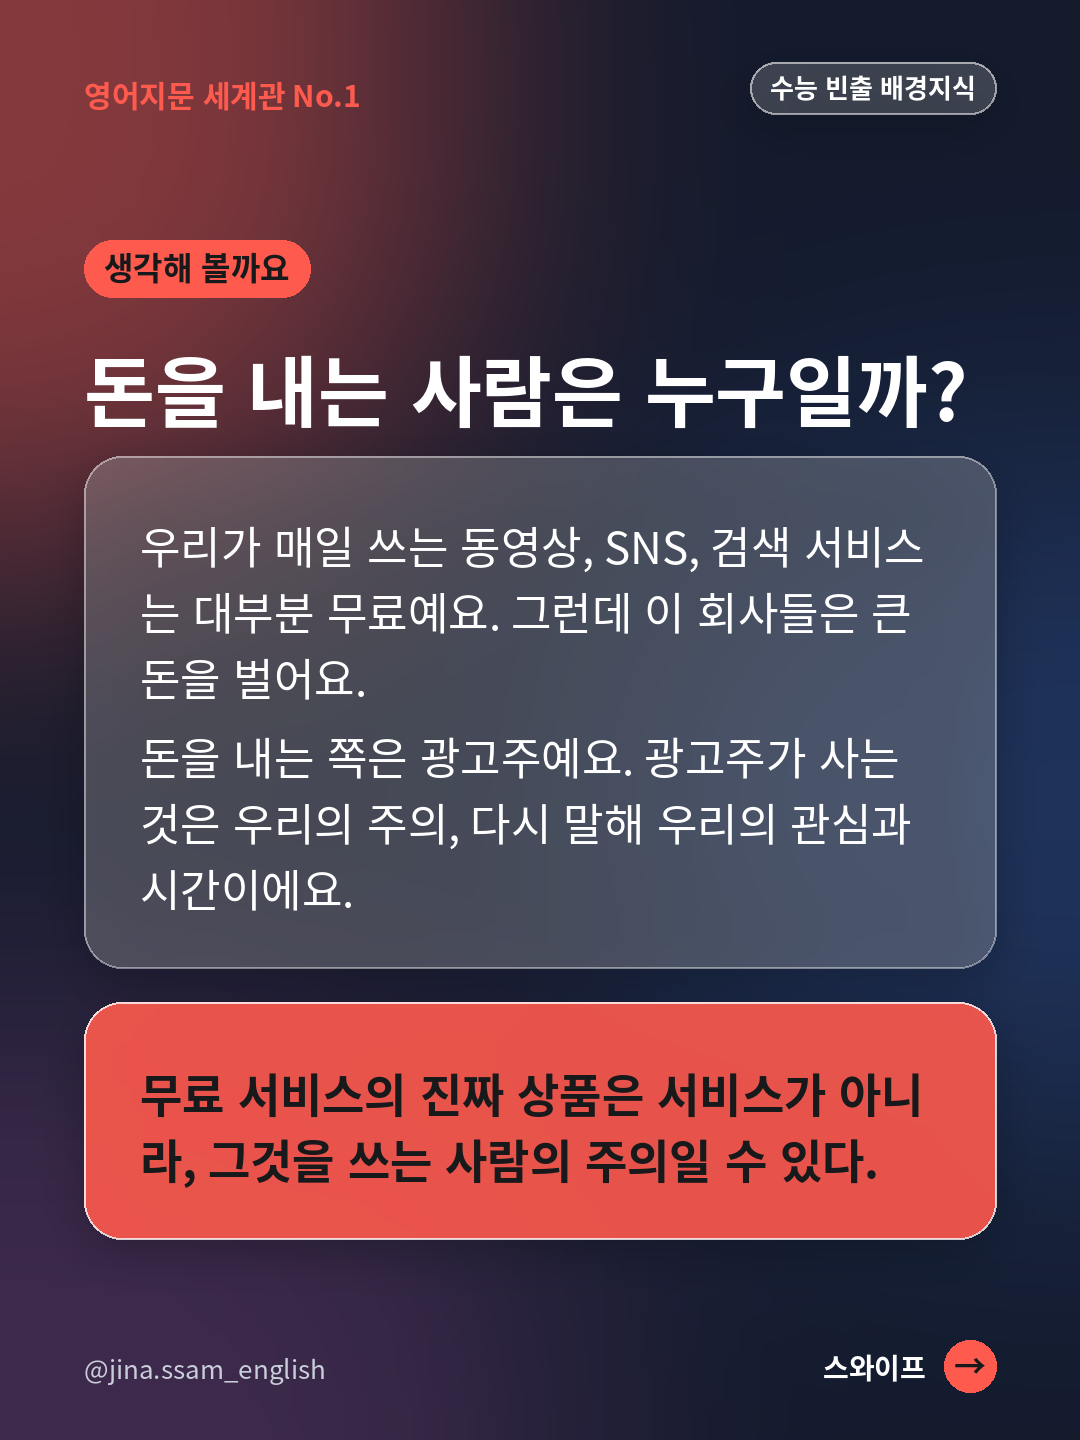 영어지문 세계관 No.1
수능 빈출 배경지식
생각해 볼까요
돈을 내는 사람은 누구일까?
우리가 매일 쓰는 동영상, SNS, 검색 서비스
는 대부분 무료예요. 그런데 이 회사들은 큰
돈을 벌어요.
돈을 내는 쪽은 광고주예요. 광고주가 사는
것은 우리의 주의, 다시 말해 우리의 관심과
시간이에요.
무료 서비스의 진짜 상품은 서비스가 아니
라, 그것을 쓰는 사람의 주의일 수 있다.
@jina.ssam_english
스와이프 →